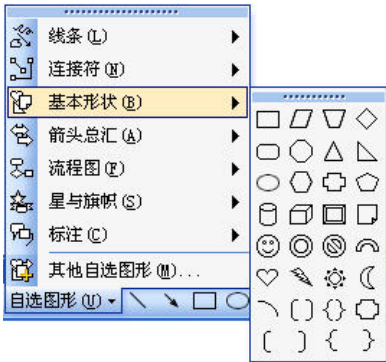 线条(L)
连接符(N)
基本形状(B)
箭头总汇(A)
流程图(F)
星与旗帜(S)
标注(C)
其他自选图形(M)...
自选图形(U)